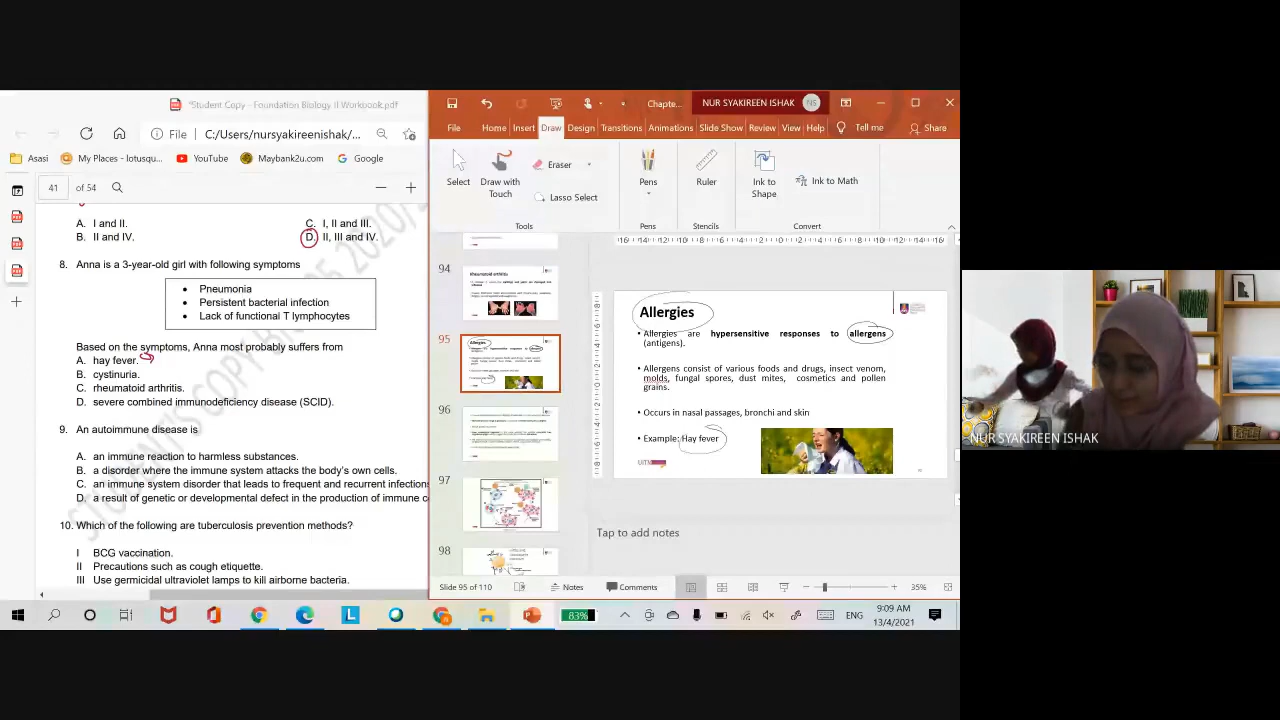 *Student Copy - Foundation Biology II Workbook.pdf
File C:/Users/nursyakireenishak/...
Asasi My Places - lotusqu... YouTube Maybank2u.com Google
41 of 54
A. I and II. C. I, II and III.
B. II and IV. D. II, III and IV.
8. Anna is a 3-year-old girl with following symptoms
• Pneumonia
• Persistent bacterial infection
• Lack of functional T lymphocytes
Based on the symptoms, Anna most probably suffers from
A. hay fever.
B. cystinuria.
C. rheumatoid arthritis.
D. severe combined immunodeficiency disease (SCID).
9. An autoimmune disease is
A. an immune reaction to harmless substances.
B. a disorder where the immune system attacks the body's own cells.
C. an immune system disorder that leads to frequent and recurrent infections
D. a result of genetic or developmental defect in the production of immune c
10. Which of the following are tuberculosis prevention methods?
I BCG vaccination.
II Precautions such as cough etiquette.
III Use germicidal ultraviolet lamps to kill airborne bacteria.
Chapte... NUR SYAKIREEN ISHAK NS
File Home Insert Draw Design Transitions Animations Slide Show Review View Help Tell me Share
Select Draw with Touch Eraser Lasso Select Pens Ruler Ink to Shape Ink to Math
Tools Pens Stencils Convert
94
Rheumatoid arthritis
95
Allergies
96
97
98
Allergies
• Allergies are hypersensitive responses to allergens
(antigens).
• Allergens consist of various foods and drugs, insect venom,
molds, fungal spores, dust mites, cosmetics and pollen
grains.
• Occurs in nasal passages, bronchi and skin
• Example: Hay fever
Tap to add notes
Slide 95 of 110 Notes Comments 35%
83% ENG 9:09 AM
13/4/2021
NUR SYAKIREEN ISHAK